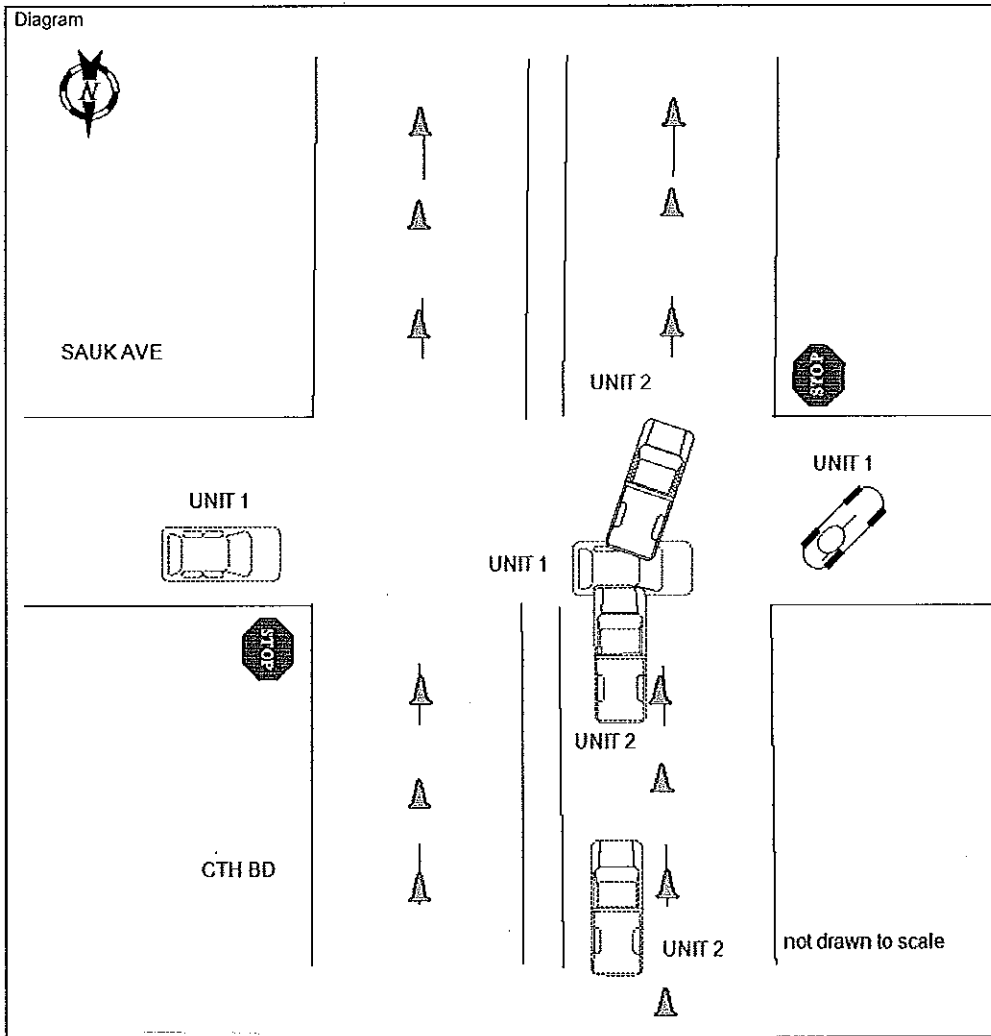 Diagram
N
SAUK AVE
UNIT 2
STOP
UNIT 1
UNIT 1
UNIT 1
STOP
UNIT 2
CTH BD
UNIT 2
not drawn to scale